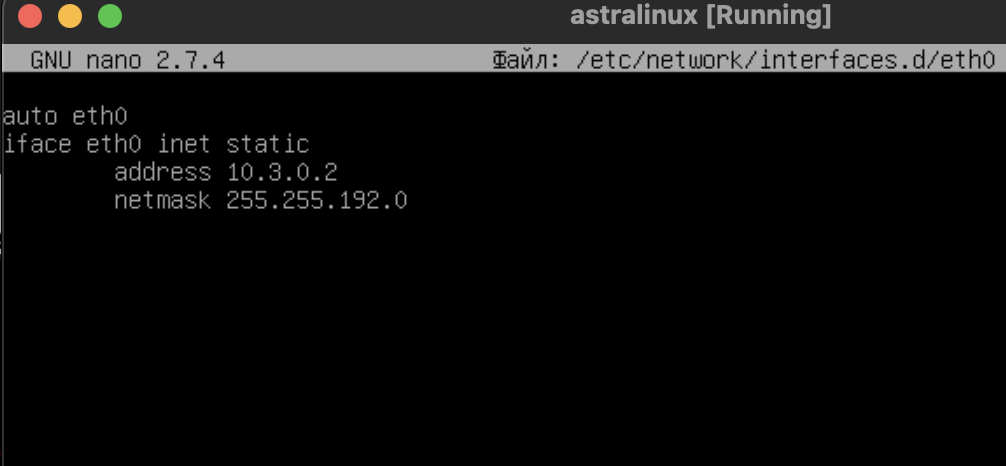 astralinux [Running]
GNU nano 2.7.4 Файл: /etc/network/interfaces.d/eth0
auto eth0
iface eth0 inet static
address 10.3.0.2
netmask 255.255.192.0